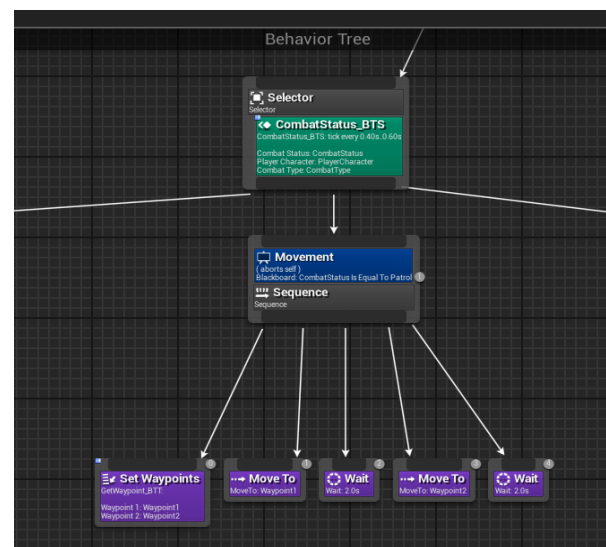 Behavior Tree
Selector
Selector
CombatStatus_BTS
CombatStatus_BTS: tick every 0.40s..0.60s
Combat Status: CombatStatus
Player Character: PlayerCharacter
Combat Type: CombatType
Movement
( aborts self )
Blackboard: CombatStatus Is Equal To Patrol
1
Sequence
Sequence
0
Set Waypoints
GetWaypoint_BTT:
Waypoint 1: Waypoint1
Waypoint 2: Waypoint2
1
Move To
MoveTo: Waypoint1
2
Wait
Wait: 2.0s
3
Move To
MoveTo: Waypoint2
4
Wait
Wait: 2.0s